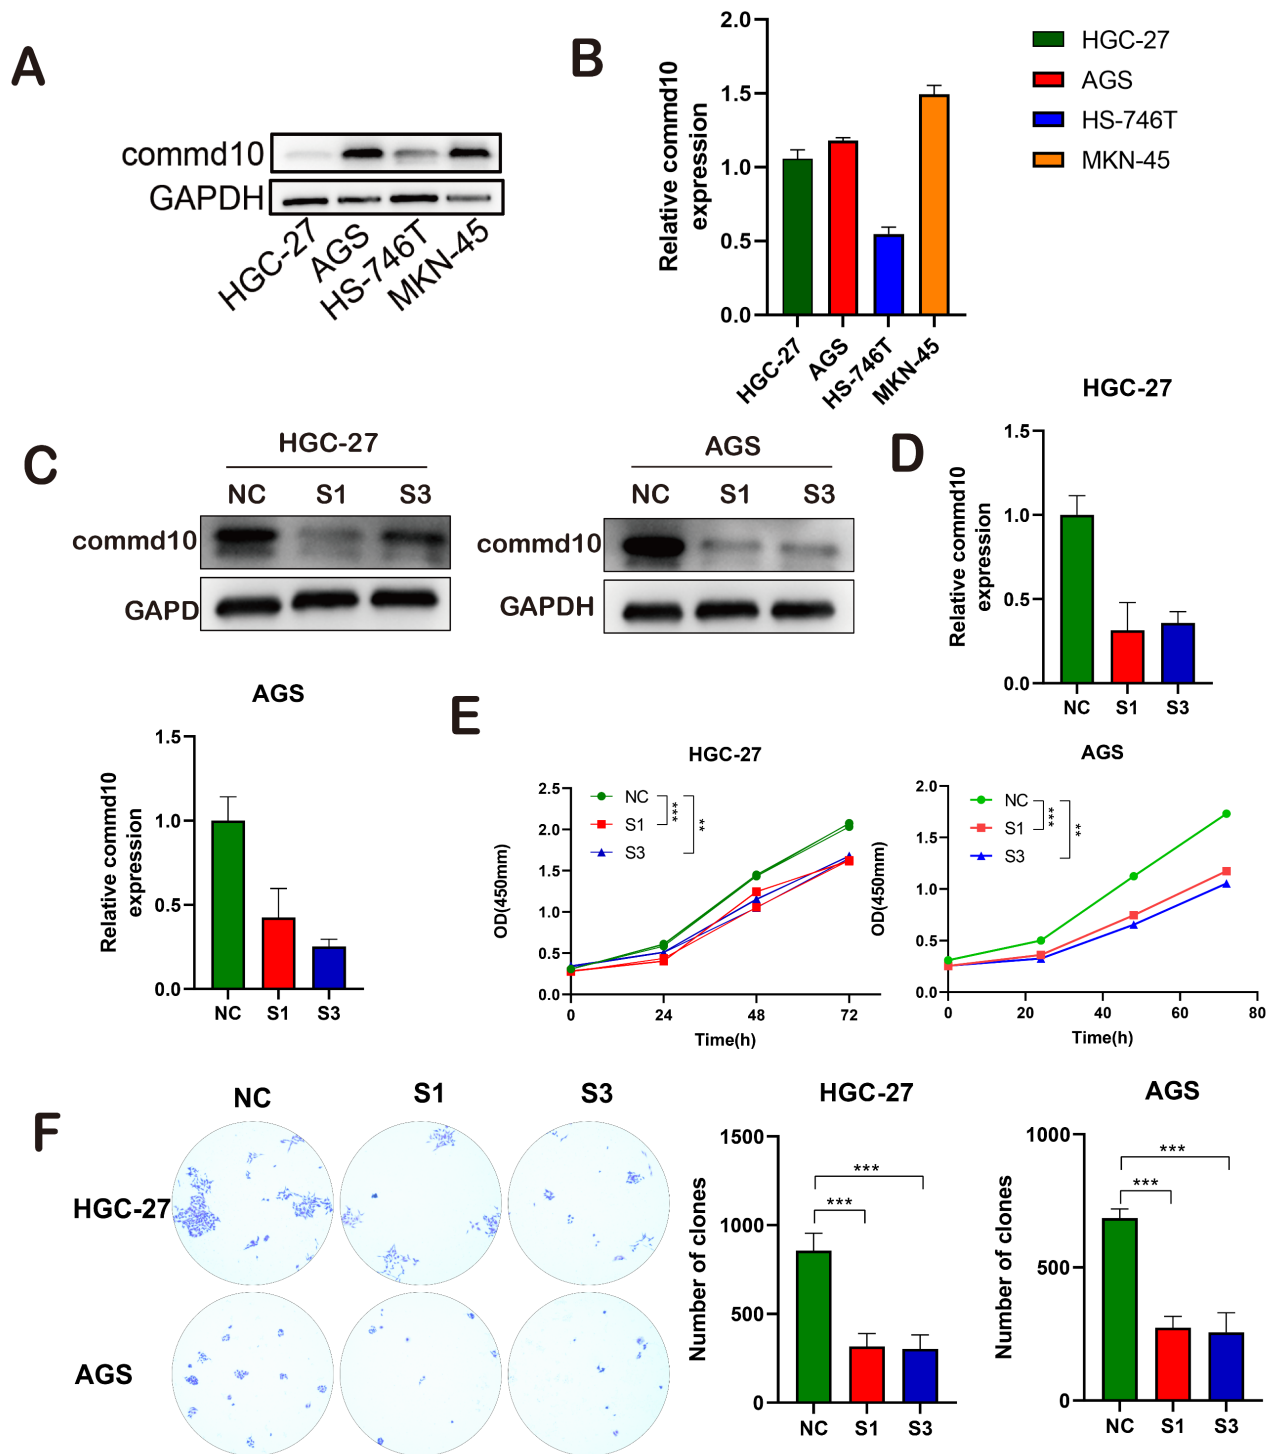 A
commd10
GAPDH
HGC-27
AGS
HS-746T
MKN-45
B
Relative commd10
expression
2.0
1.5
1.0
0.5
0.0
HGC-27
AGS
HS-746T
MKN-45
HGC-27
AGS
HS-746T
MKN-45
C
HGC-27
NC S1 S3
commd10
GAPD
AGS
NC S1 S3
commd10
GAPDH
D
HGC-27
Relative commd10
expression
1.5
1.0
0.5
0.0
NC S1 S3
AGS
Relative commd10
expression
1.5
1.0
0.5
0.0
NC S1 S3
E
HGC-27
OD(450mm)
2.5
2.0
1.5
1.0
0.5
0.0
NC
S1
S3
***
**
0 24 48 72
Time(h)
AGS
OD(450mm)
2.0
1.5
1.0
0.5
0.0
NC
S1
S3
***
**
0 20 40 60 80
Time(h)
F
NC S1 S3
HGC-27
AGS
HGC-27
Number of clones
1500
1000
500
0
***
***
NC S1 S3
AGS
Number of clones
1000
500
0
***
***
NC S1 S3